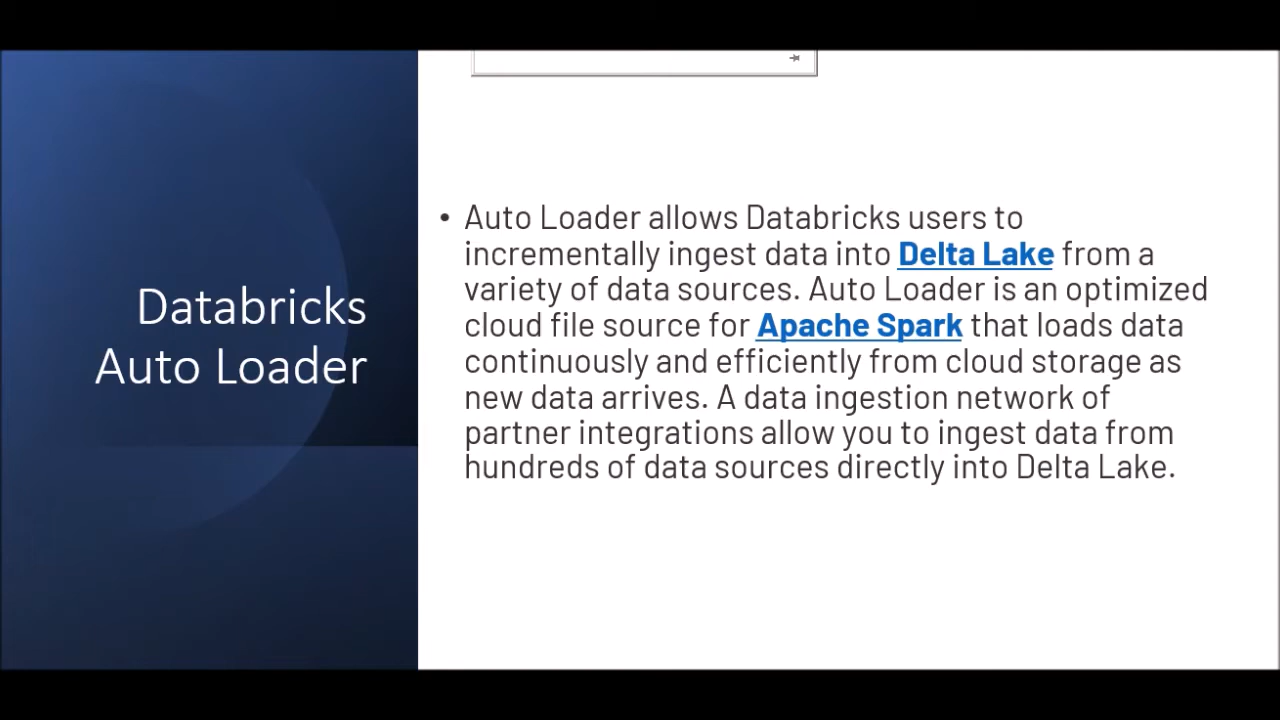 Databricks
Auto Loader
• Auto Loader allows Databricks users to
incrementally ingest data into Delta Lake from a
variety of data sources. Auto Loader is an optimized
cloud file source for Apache Spark that loads data
continuously and efficiently from cloud storage as
new data arrives. A data ingestion network of
partner integrations allow you to ingest data from
hundreds of data sources directly into Delta Lake.